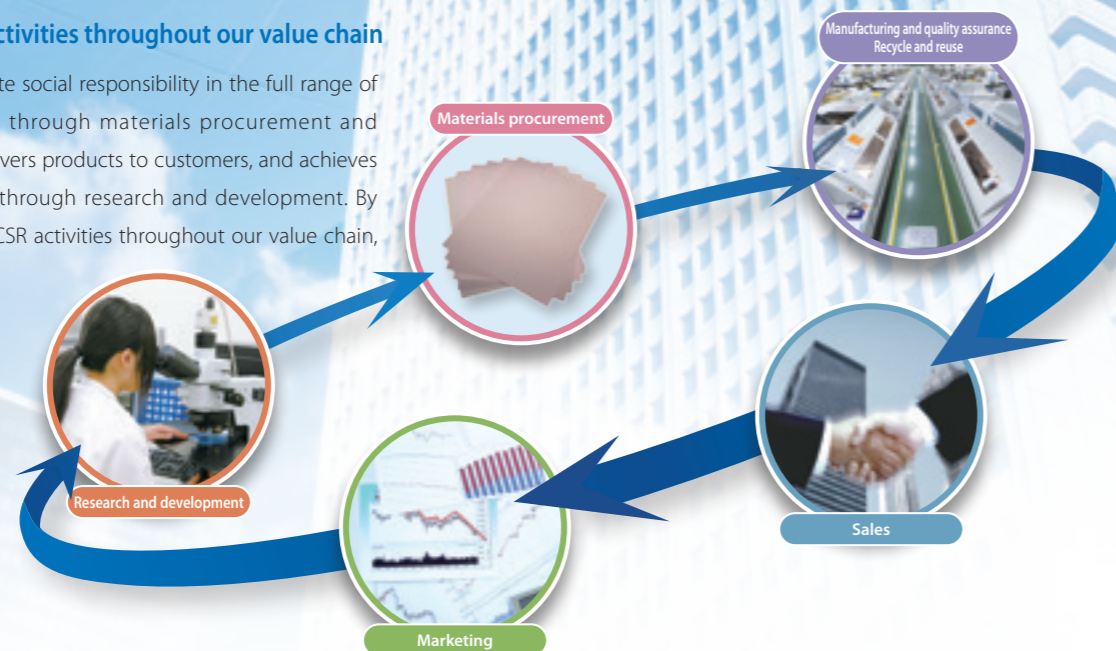 ctivities throughout our value chain
te social responsibility in the full range of
through materials procurement and
vers products to customers, and achieves
through research and development. By
CSR activities throughout our value chain,
Materials procurement
Manufacturing and quality assurance
Recycle and reuse
Research and development
Sales
Marketing